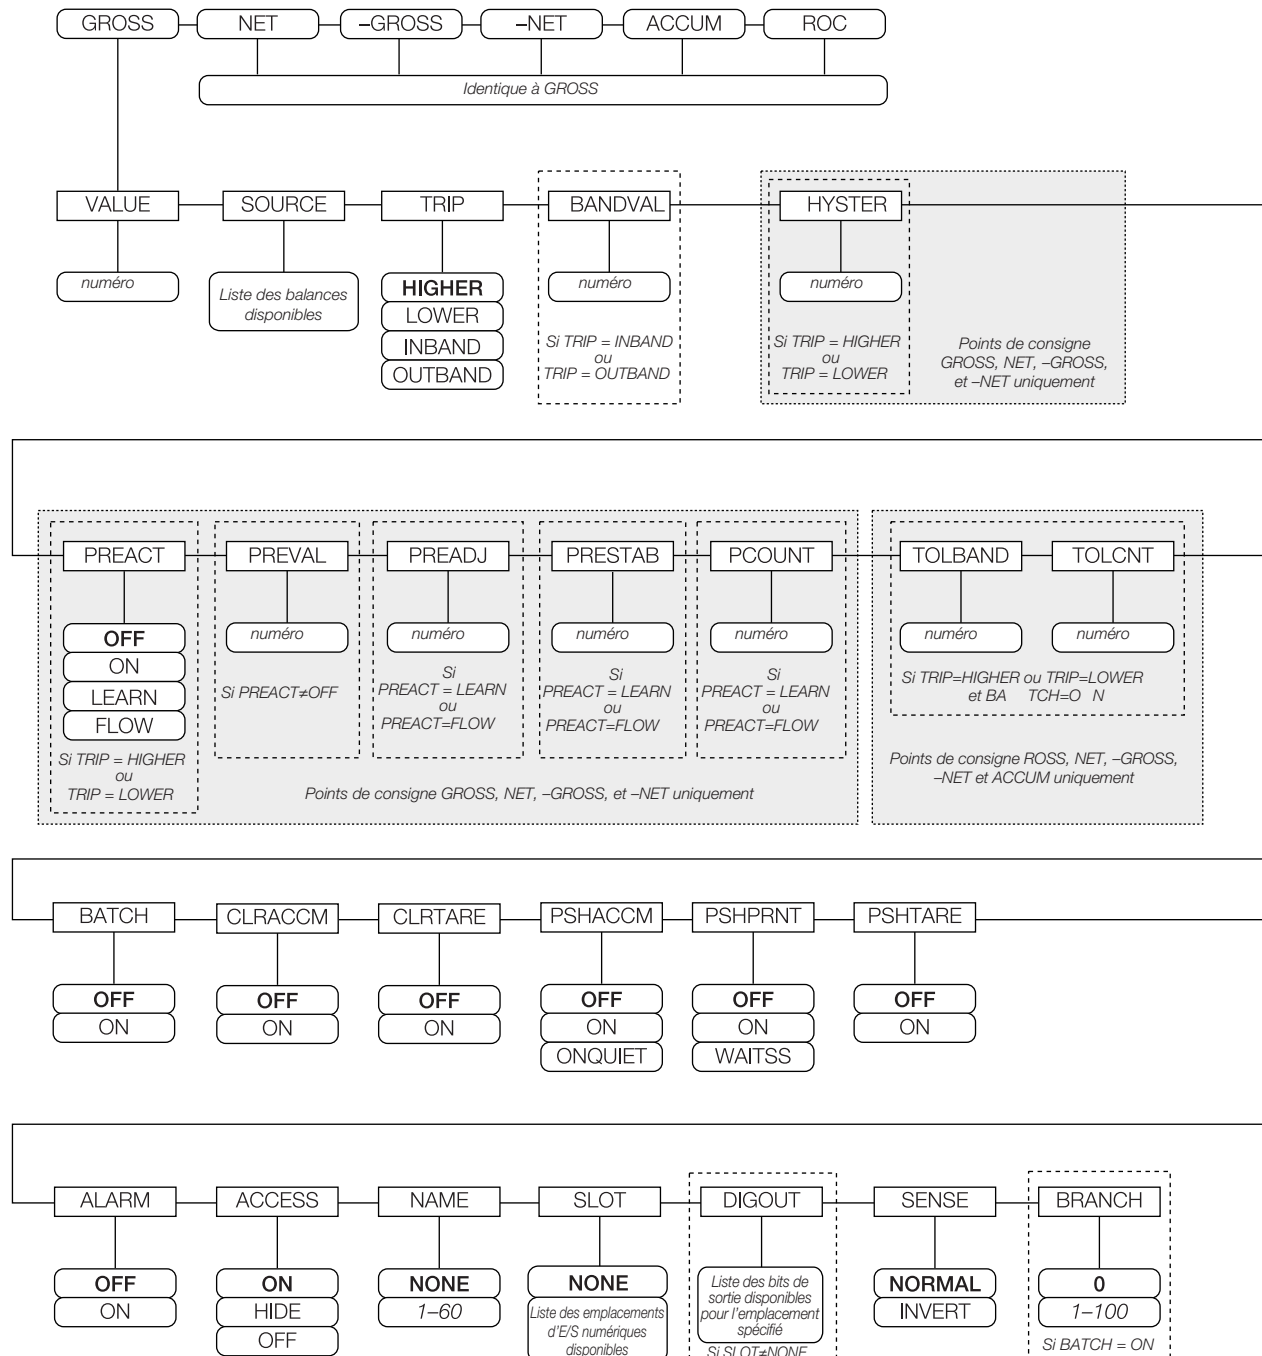 GROSS NET –GROSS –NET ACCUM ROC
Identique à GROSS
VALUE SOURCE TRIP BANDVAL HYSTER
numéro
Liste des balances
disponibles
HIGHER
LOWER
INBAND
OUTBAND
numéro
Si TRIP = INBAND
ou
TRIP = OUTBAND
numéro
Si TRIP = HIGHER
ou
TRIP = LOWER
Points de consigne
GROSS, NET, –GROSS,
et –NET uniquement
PREACT PREVAL PREADJ PRESTAB PCOUNT TOLBAND TOLCNT
OFF
ON
LEARN
FLOW
Si TRIP = HIGHER
ou
TRIP = LOWER
numéro
Si PREACT≠OFF
numéro
Si
PREACT = LEARN
ou
PREACT=FLOW
numéro
Si
PREACT = LEARN
ou
PREACT=FLOW
numéro
Si
PREACT = LEARN
ou
PREACT=FLOW
Points de consigne GROSS, NET, –GROSS, et –NET uniquement
numéro numéro
Si TRIP=HIGHER ou TRIP=LOWER
et BA TCH=O N
Points de consigne ROSS, NET, –GROSS,
–NET et ACCUM uniquement
BATCH CLRACCM CLRTARE PSHACCM PSHPRNT PSHTARE
OFF
ON
OFF
ON
OFF
ON
OFF
ON
ONQUIET
OFF
ON
WAITSS
OFF
ON
ALARM ACCESS NAME SLOT DIGOUT SENSE BRANCH
OFF
ON
ON
HIDE
OFF
NONE
1–60
NONE
Liste des emplacements
d'E/S numériques
disponibles
Liste des bits de
sortie disponibles
pour l'emplacement
spécifié
Si SLOT≠NONE
NORMAL
INVERT
0
1–100
Si BATCH = ON